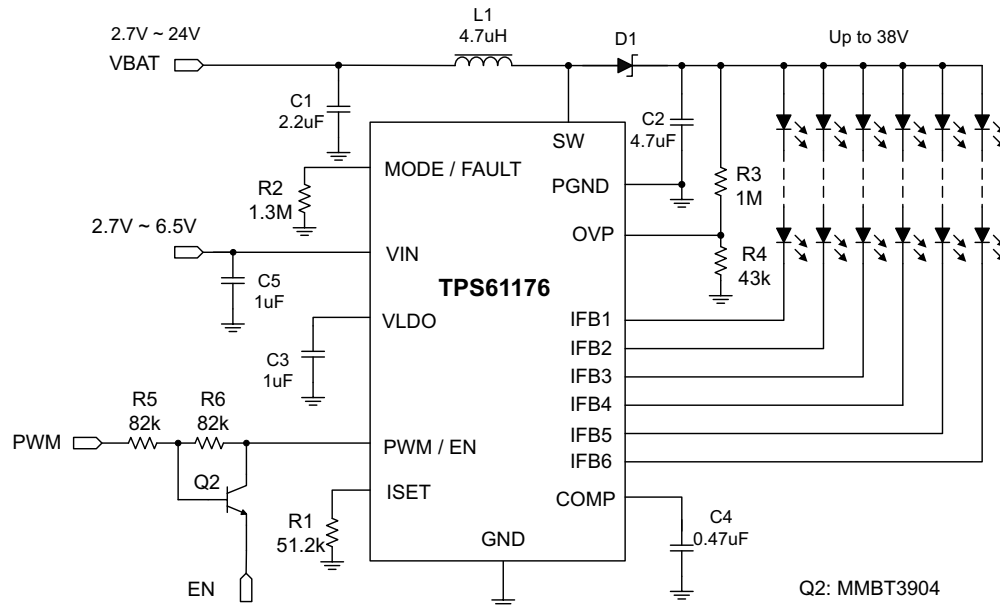 L1
4.7uH
2.7V ~ 24V
VBAT
D1
Up to 38V
C1
2.2uF
C2
4.7uF
SW
MODE / FAULT
PGND
R2
1.3M
R3
1M
2.7V ~ 6.5V
OVP
VIN
R4
43k
C5
1uF
TPS61176
VLDO
IFB1
IFB2
C3
1uF
IFB3
IFB4
R5
82k
R6
82k
PWM
PWM / EN
IFB5
IFB6
Q2
ISET
COMP
R1
51.2k
C4
0.47uF
GND
EN
Q2: MMBT3904